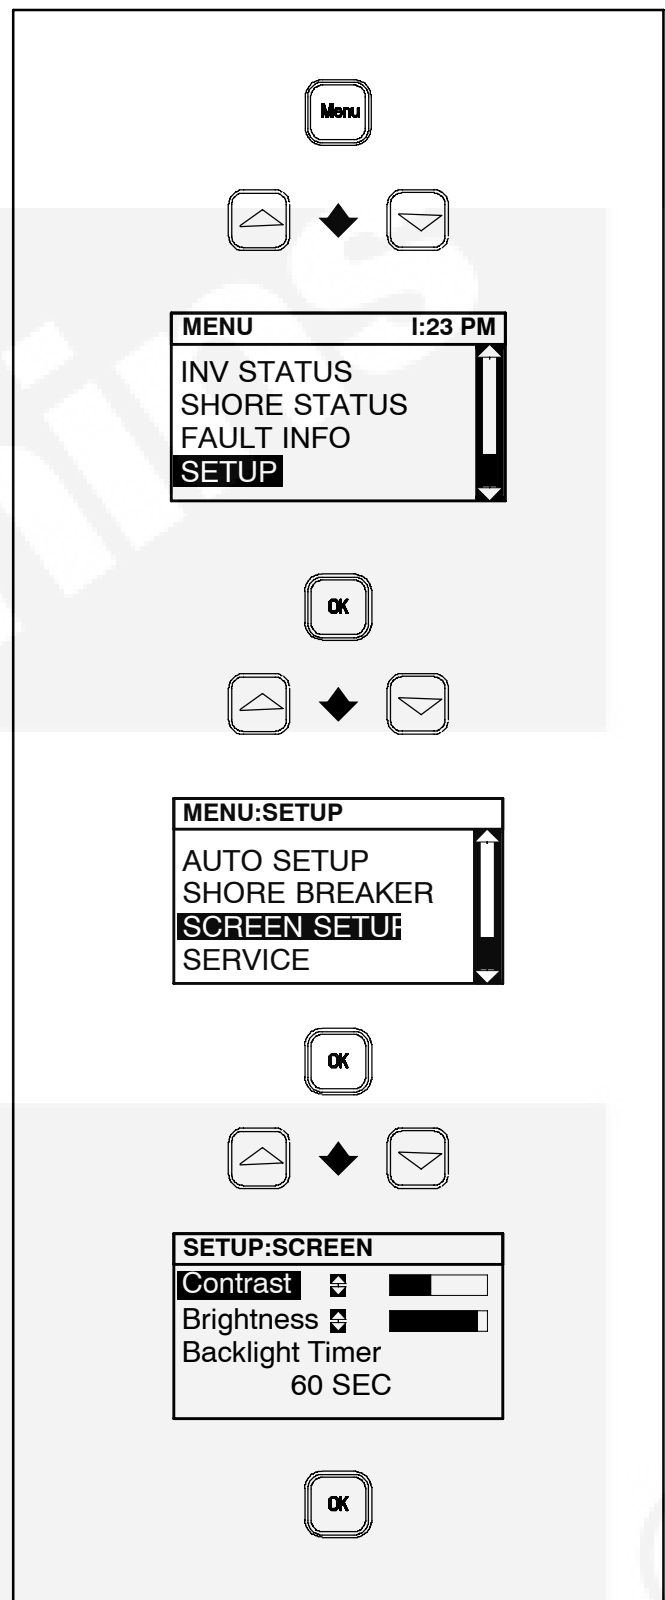 Menu
MENU I:23 PM
INV STATUS
SHORE STATUS
FAULT INFO
SETUP
OK
MENU:SETUP
AUTO SETUP
SHORE BREAKER
SCREEN SETUP
SERVICE
OK
SETUP:SCREEN
Contrast
Brightness
Backlight Timer
60 SEC
OK